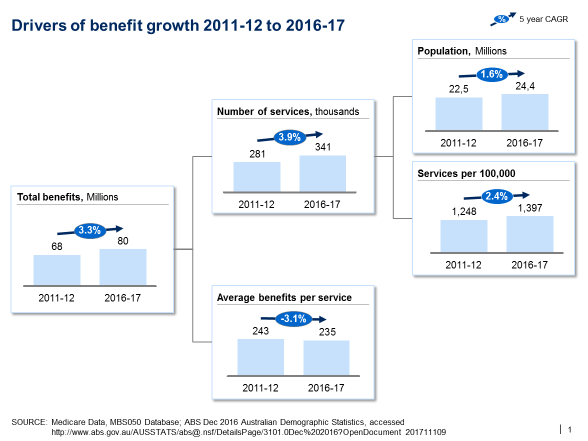 Drivers of benefit growth 2011-12 to 2016-17
% 5 year CAGR
Population, Millions
1.6%
22,5 24,4
2011-12 2016-17
Number of services, thousands
3.9%
281 341
2011-12 2016-17
Services per 100,000
2.4%
1,248 1,397
2011-12 2016-17
Total benefits, Millions
3.3%
68 80
2011-12 2016-17
Average benefits per service
-3.1%
243 235
2011-12 2016-17
SOURCE: Medicare Data, MBS050 Database; ABS Dec 2016 Australian Demographic Statistics, accessed
http://www.abs.gov.au/AUSSTATS/abs@.nsf/DetailsPage/3101.0Dec%202016?OpenDocument 201711109
1